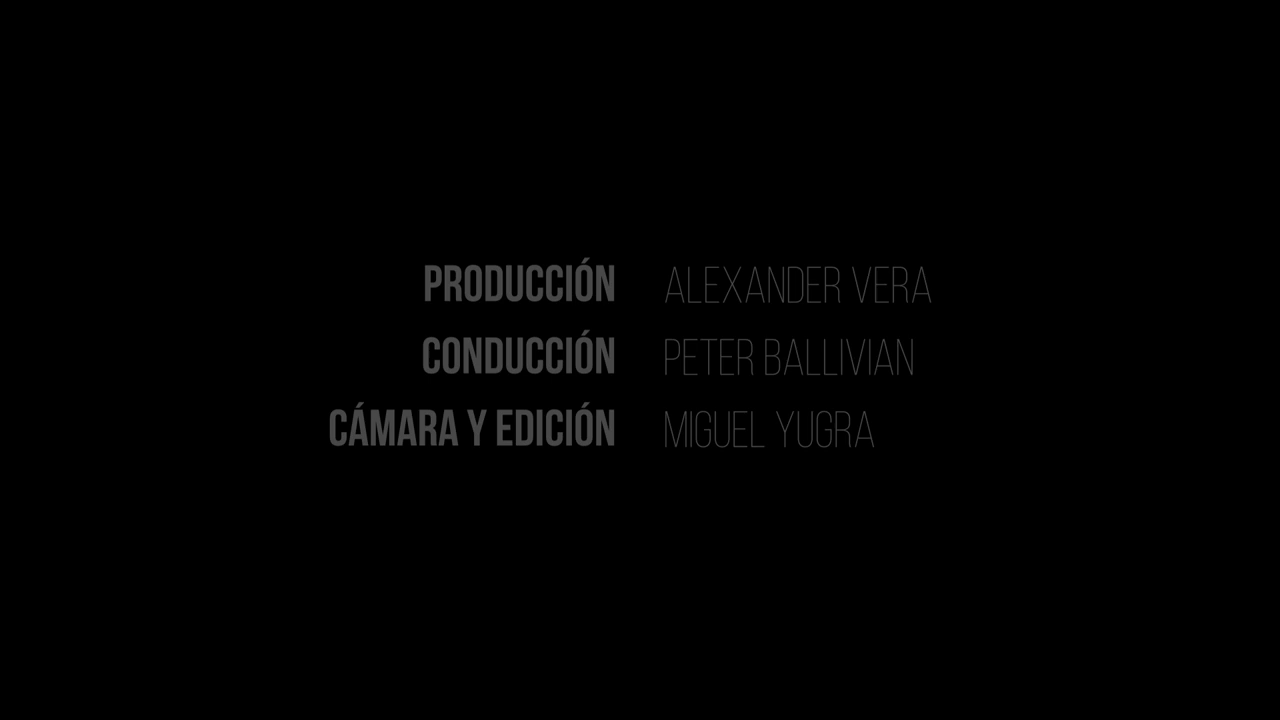 PRODUCCIÓN ALEXANDER VERA
CONDUCCIÓN PETER BALLIVIAN
CÁMARA Y EDICIÓN MIGUEL YUGRA